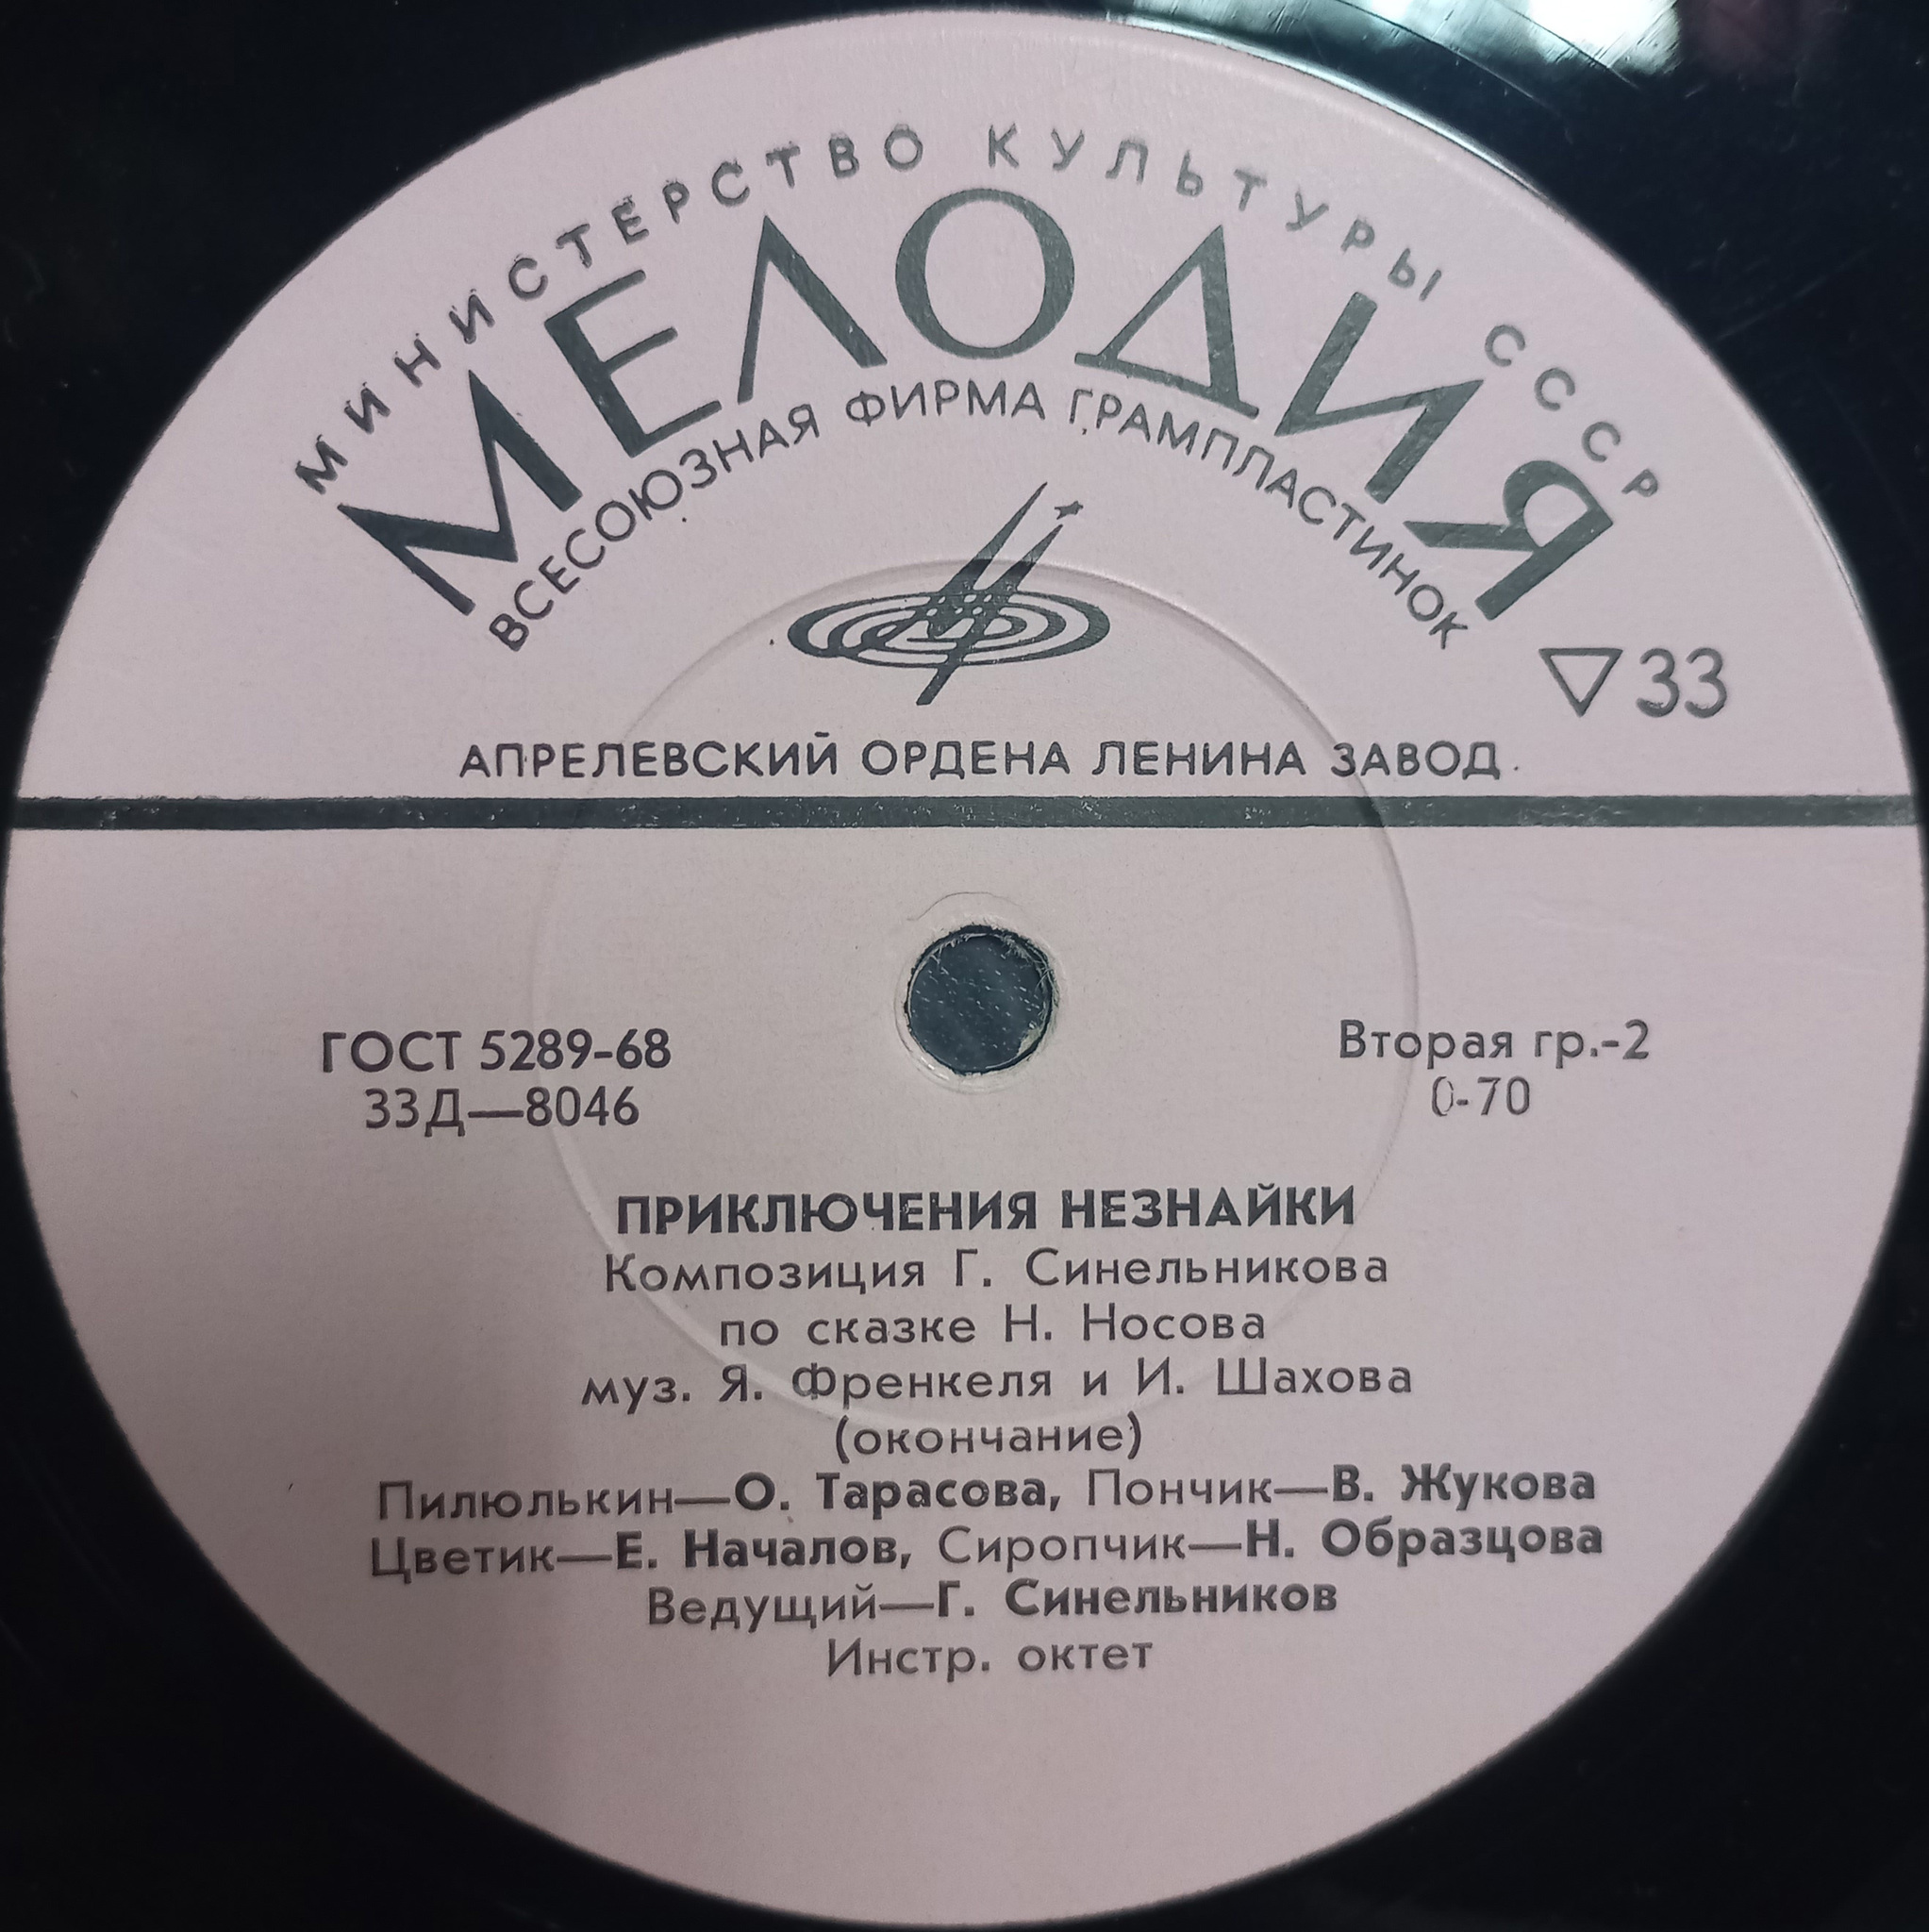 МИНИСТЕРСТВО КУЛЬТУРЫ СССР
МЕЛОДИЯ
ВСЕСОЮЗНАЯ ФИРМА ГРАМПЛАСТИНОК
▽33
АПРЕЛЕВСКИЙ ОРДЕНА ЛЕНИНА ЗАВОД
ГОСТ 5289-68
33Д—8046
Вторая гр.-2
0-70
ПРИКЛЮЧЕНИЯ НЕЗНАЙКИ
Композиция Г. Синельникова
по сказке Н. Носова
муз. Я. Френкеля и И. Шахова
(окончание)
Пилюлькин—О. Тарасова, Пончик—В. Жукова
Цветик—Е. Началов, Сиропчик—Н. Образцова
Ведущий—Г. Синельников
Инстр. октет